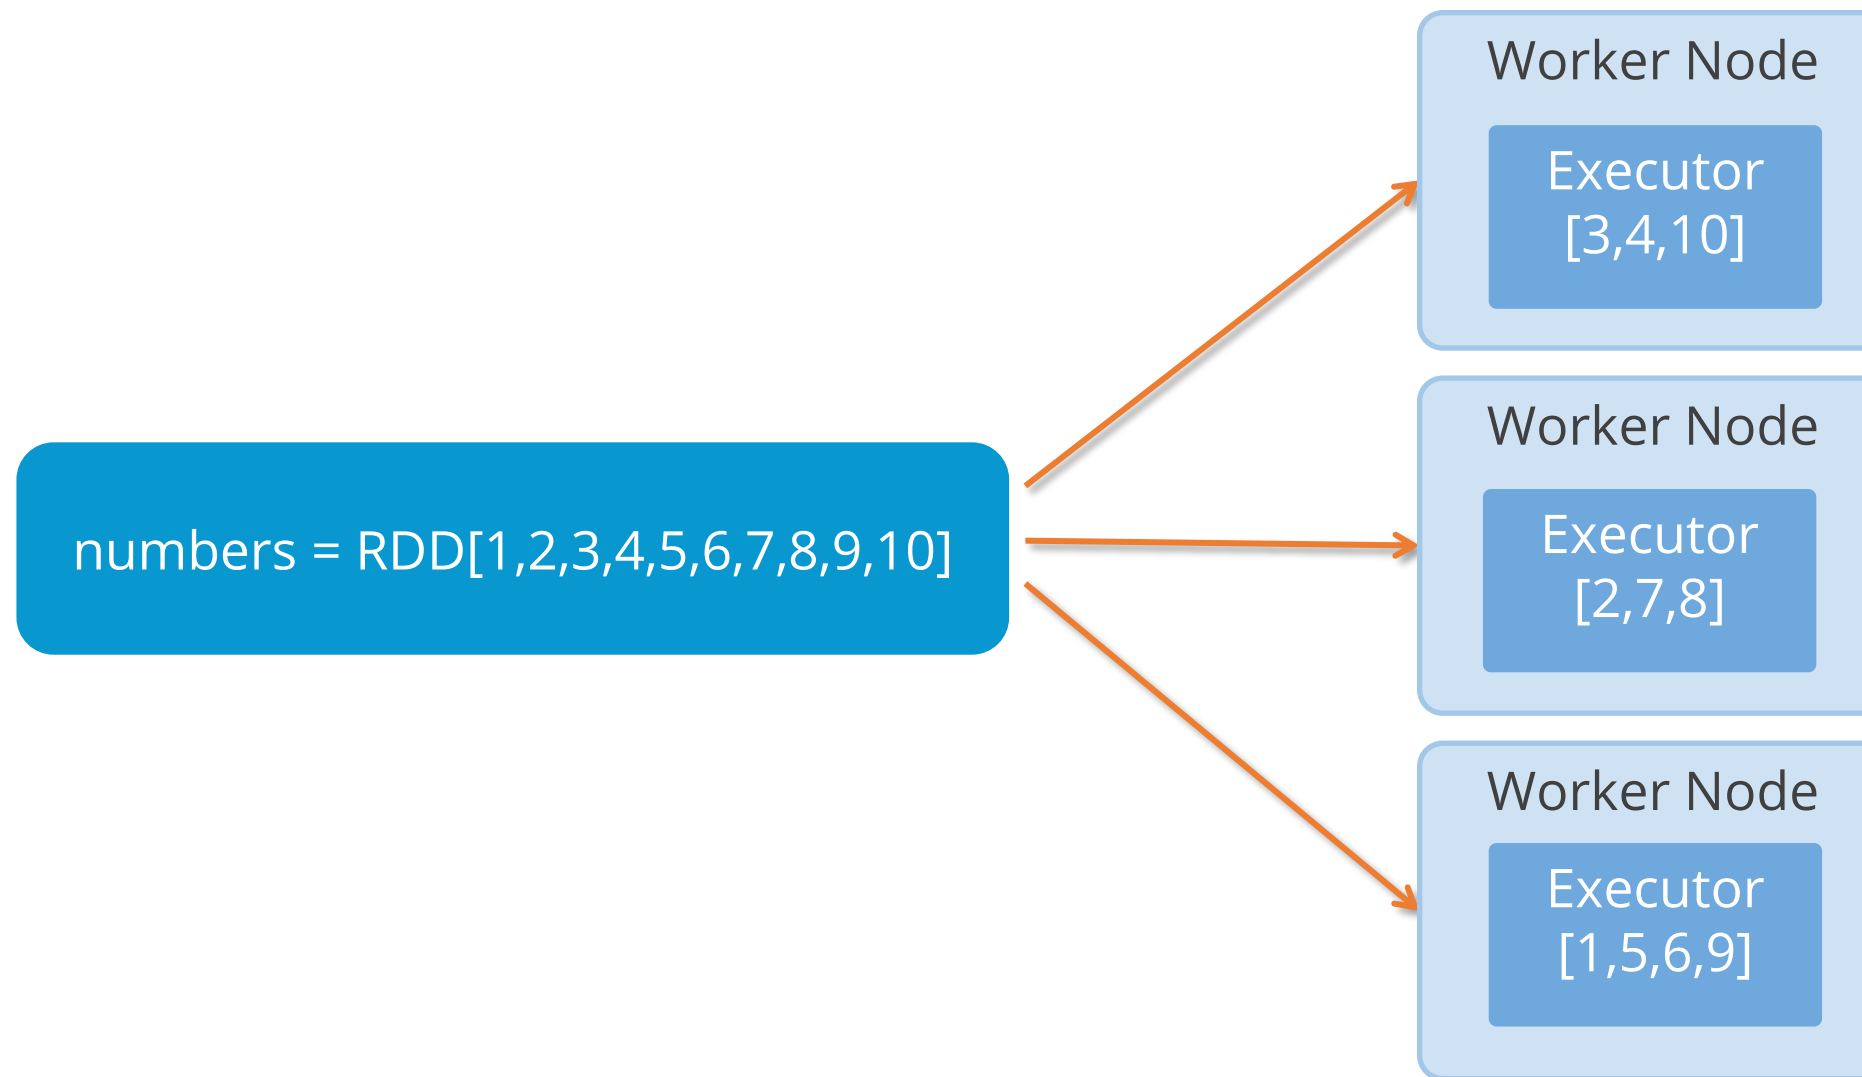 numbers = RDD[1,2,3,4,5,6,7,8,9,10]
Worker Node
Executor
[3,4,10]
Worker Node
Executor
[2,7,8]
Worker Node
Executor
[1,5,6,9]